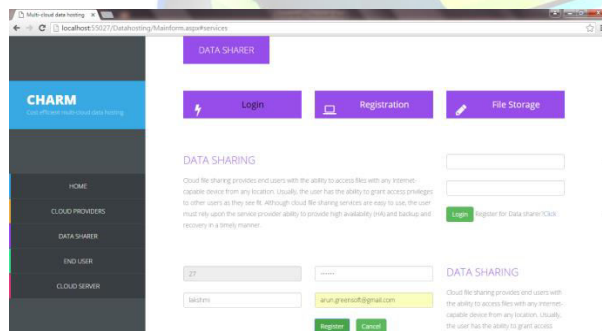 Multi-cloud data hosting
localhost:55027/Datahosting/Mainform.aspx#services
DATA SHARER
CHARM
Cost-efficient multi-cloud data hosting
Login
Registration
File Storage
HOME
CLOUD PROVIDERS
DATA SHARER
END USER
CLOUD SERVER
DATA SHARING
Cloud file sharing provides end users with the ability to access files with any internet-
capable device from any location. Usually, the user has the ability to grant access privileges
to other users as they see fit. Although cloud file sharing services are easy to use, the user
must rely upon the service provider ability to provide high availability (HA) and backup and
recovery in a timely manner.
Login
Register for Data sharer?Click
27
•••••
lakshmi
arun.greensoft@gmail.com
Register
Cancel
DATA SHARING
Cloud file sharing provides end users with
the ability to access files with any internet-
capable device from any location. Usually,
the user has the ability to grant access